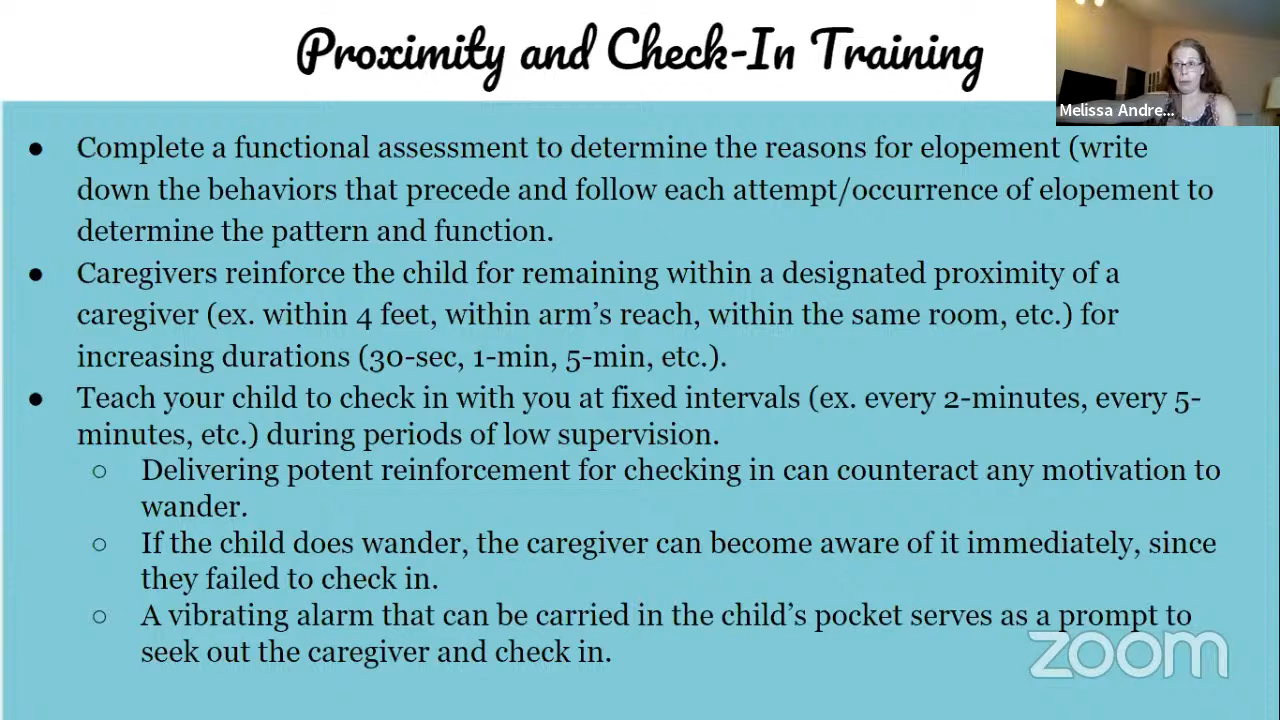 Proximity and Check-In Training
Melissa Andre...
● Complete a functional assessment to determine the reasons for elopement (write
down the behaviors that precede and follow each attempt/occurrence of elopement to
determine the pattern and function.
● Caregivers reinforce the child for remaining within a designated proximity of a
caregiver (ex. within 4 feet, within arm's reach, within the same room, etc.) for
increasing durations (30-sec, 1-min, 5-min, etc.).
● Teach your child to check in with you at fixed intervals (ex. every 2-minutes, every 5-
minutes, etc.) during periods of low supervision.
○ Delivering potent reinforcement for checking in can counteract any motivation to
wander.
○ If the child does wander, the caregiver can become aware of it immediately, since
they failed to check in.
○ A vibrating alarm that can be carried in the child's pocket serves as a prompt to
seek out the caregiver and check in.
zoom